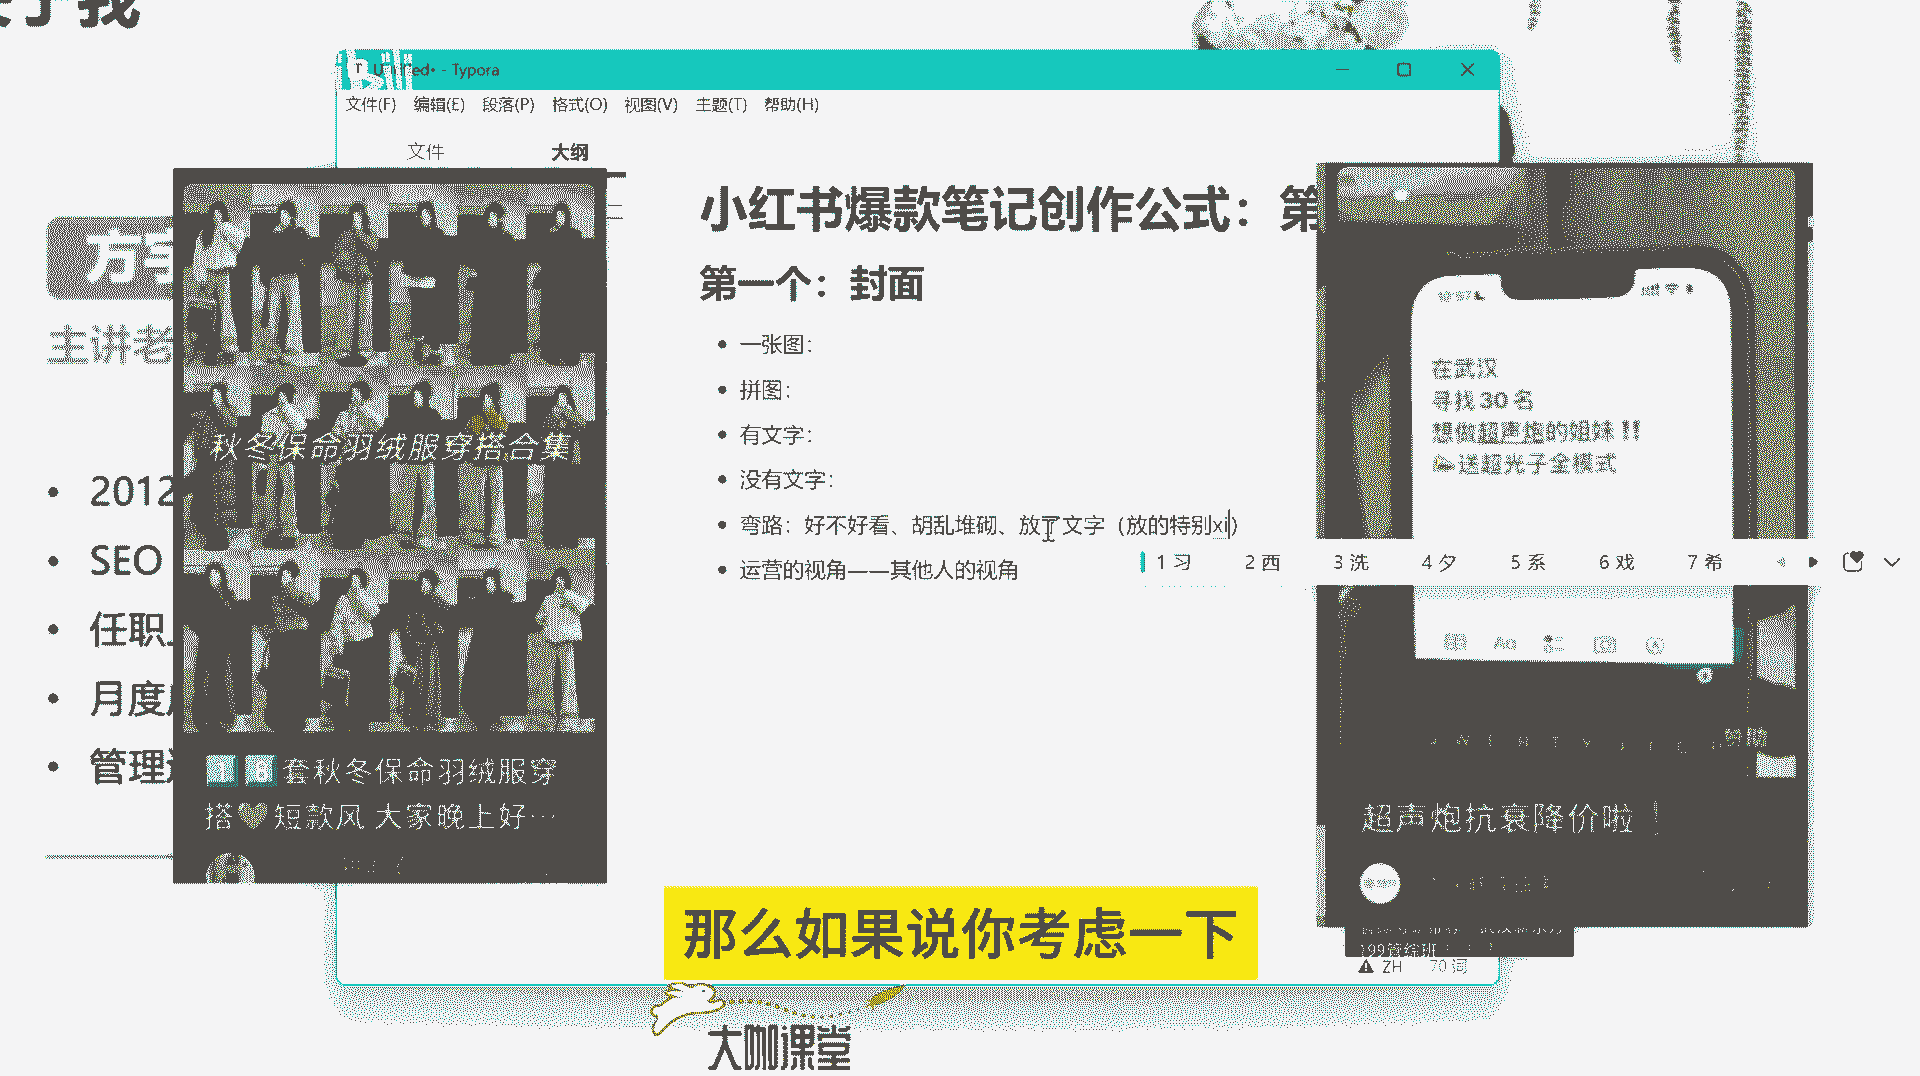 Typora
文件(F) 编辑(E) 段落(P) 格式(O) 视图(V) 主题(T) 帮助(H)
文件 大纲
小红书爆款笔记创作公式：第
第一个：封面
一张图：
拼图：
有文字：
没有文字：
弯路：好不好看、胡乱堆砌、放了文字（放的特别xi）
运营的视角——其他人的视角
1 习 2 西 3 洗 4 夕 5 系 6 戏 7 希
主讲老
2012
SEO
任职
月度
管理
秋冬保命羽绒服穿搭合集
18套秋冬保命羽绒服穿
搭💚短款风 大家晚上好…
在武汉
寻找30名
想做超声炮的姐妹!!
送超光子全模式
超声炮抗衰降价啦！
199管综班
ZH 70 词
那么如果说你考虑一下
大咖课堂